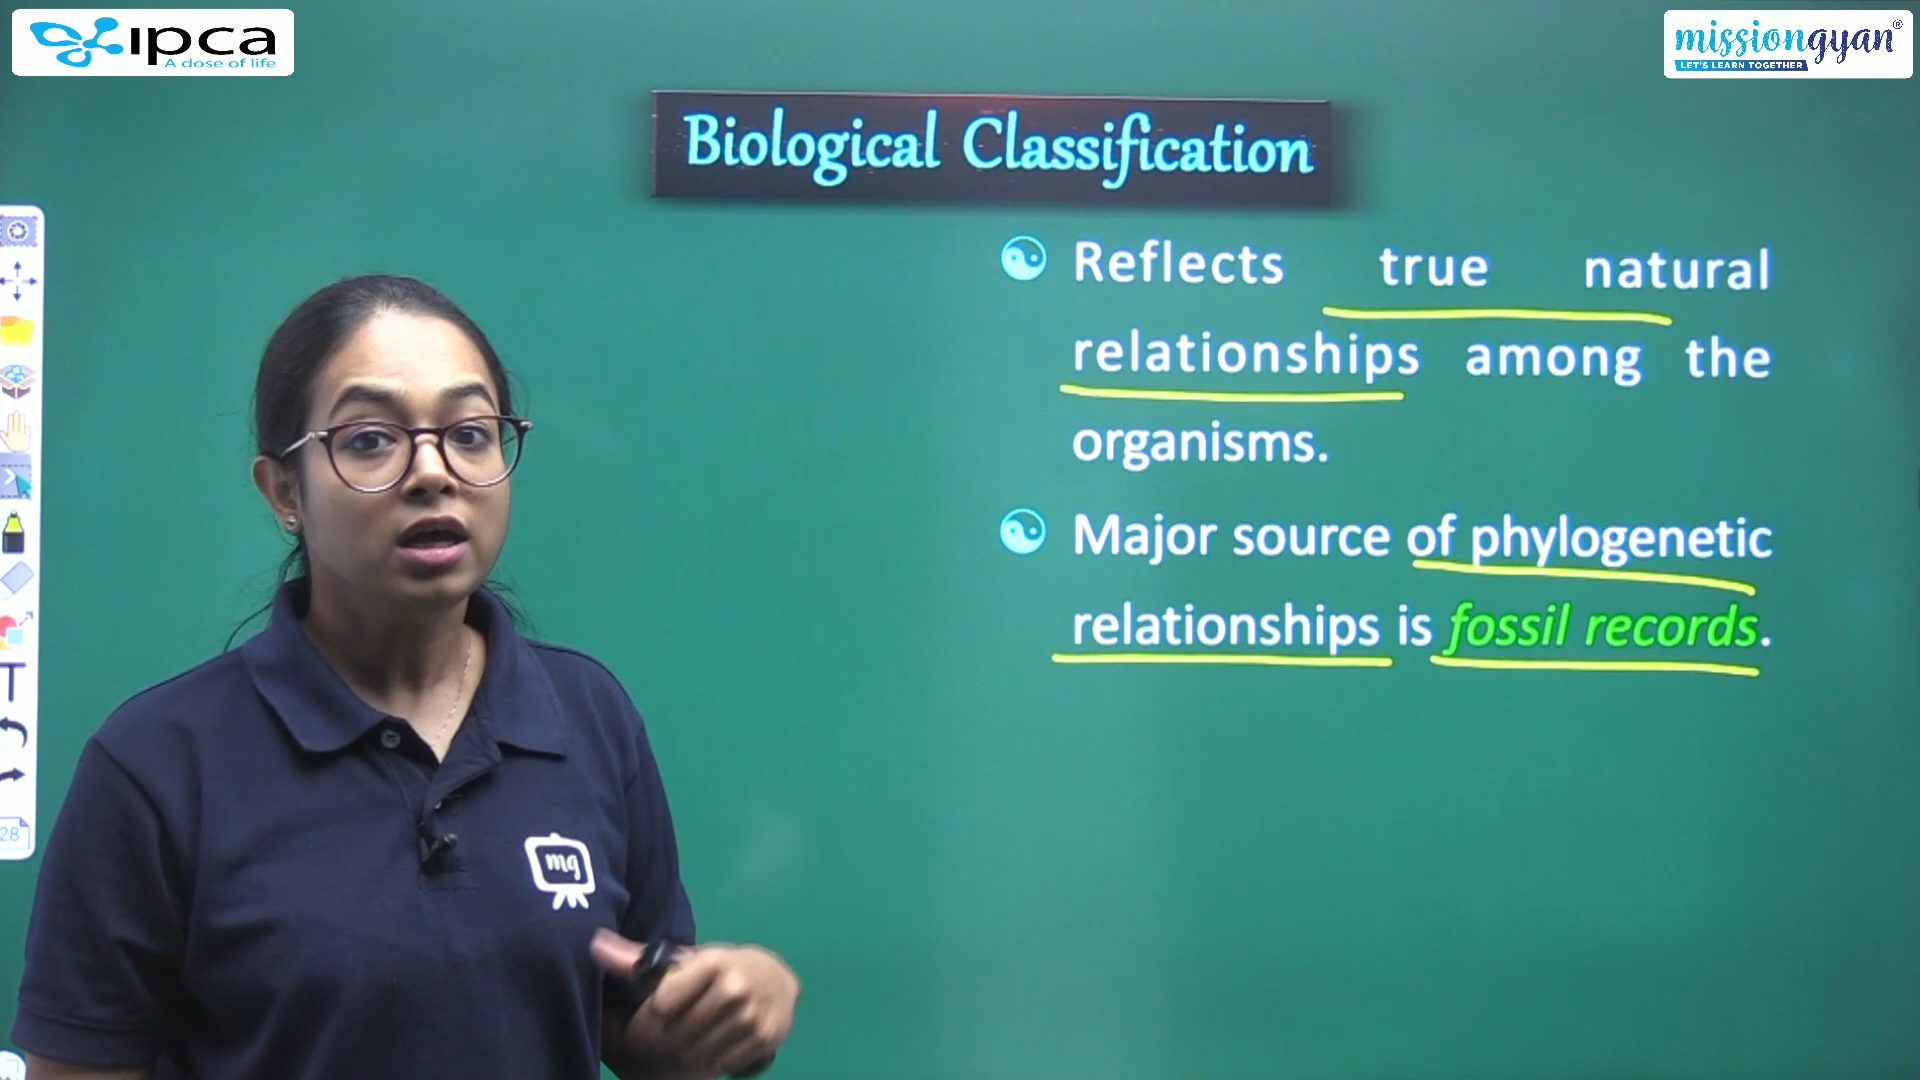 ipca
A dose of life
missiongyan®
LET'S LEARN TOGETHER
Biological Classification
Reflects true natural
relationships among the
organisms.
Major source of phylogenetic
relationships is fossil records.
T
28
mg